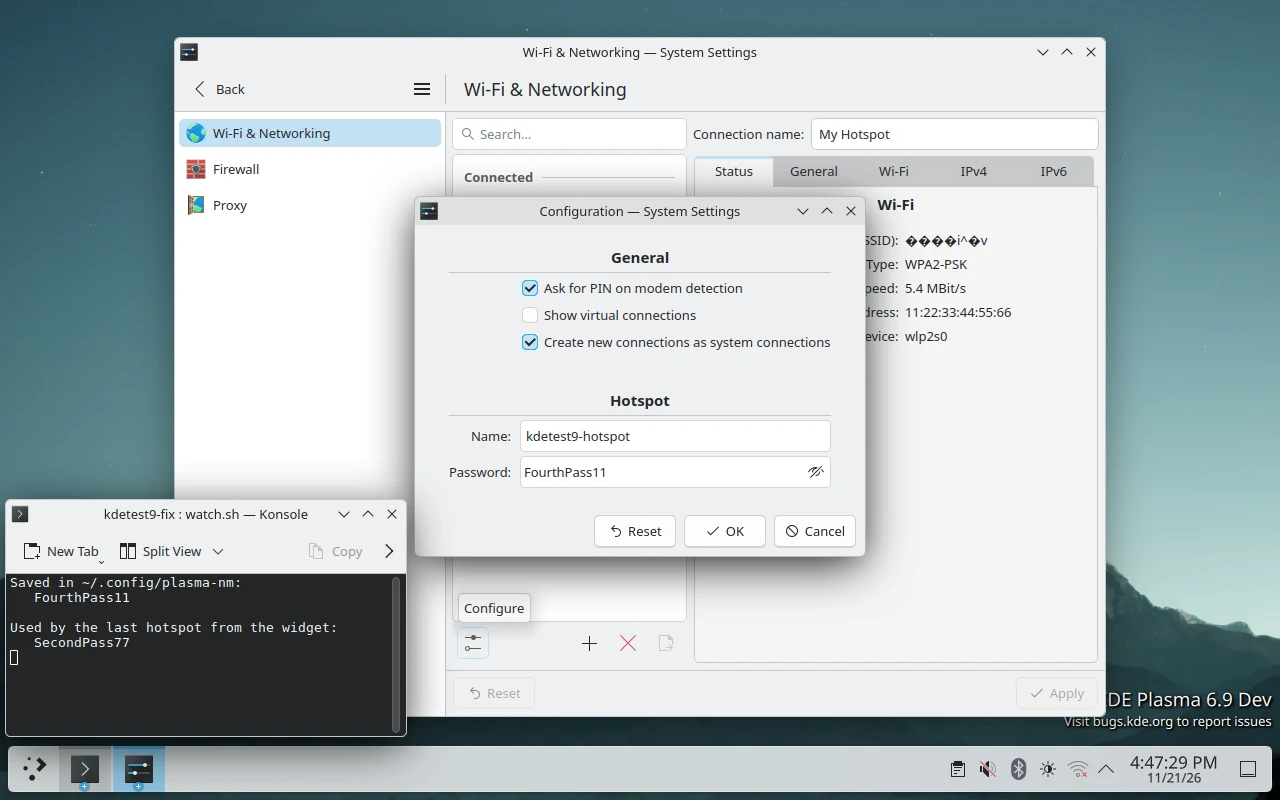 Wi-Fi & Networking — System Settings
Back
Wi-Fi & Networking
Wi-Fi & Networking
Firewall
Proxy
Search...
Connected
Connection name: My Hotspot
Status General Wi-Fi IPv4 IPv6
Wi-Fi
SSID): ����i^�v
Type: WPA2-PSK
5.4 MBit/s
11:22:33:44:55:66
wlp2s0
Configuration — System Settings
General
Ask for PIN on modem detection
Show virtual connections
Create new connections as system connections
Hotspot
Name: kdetest9-hotspot
Password: FourthPass11
Reset OK Cancel
Configure
Reset
Apply
kdetest9-fix : watch.sh — Konsole
New Tab Split View Copy
Saved in ~/.config/plasma-nm:
FourthPass11
Used by the last hotspot from the widget:
SecondPass77
KDE Plasma 6.9 Dev
Visit bugs.kde.org to report issues
4:47:29 PM
11/21/26